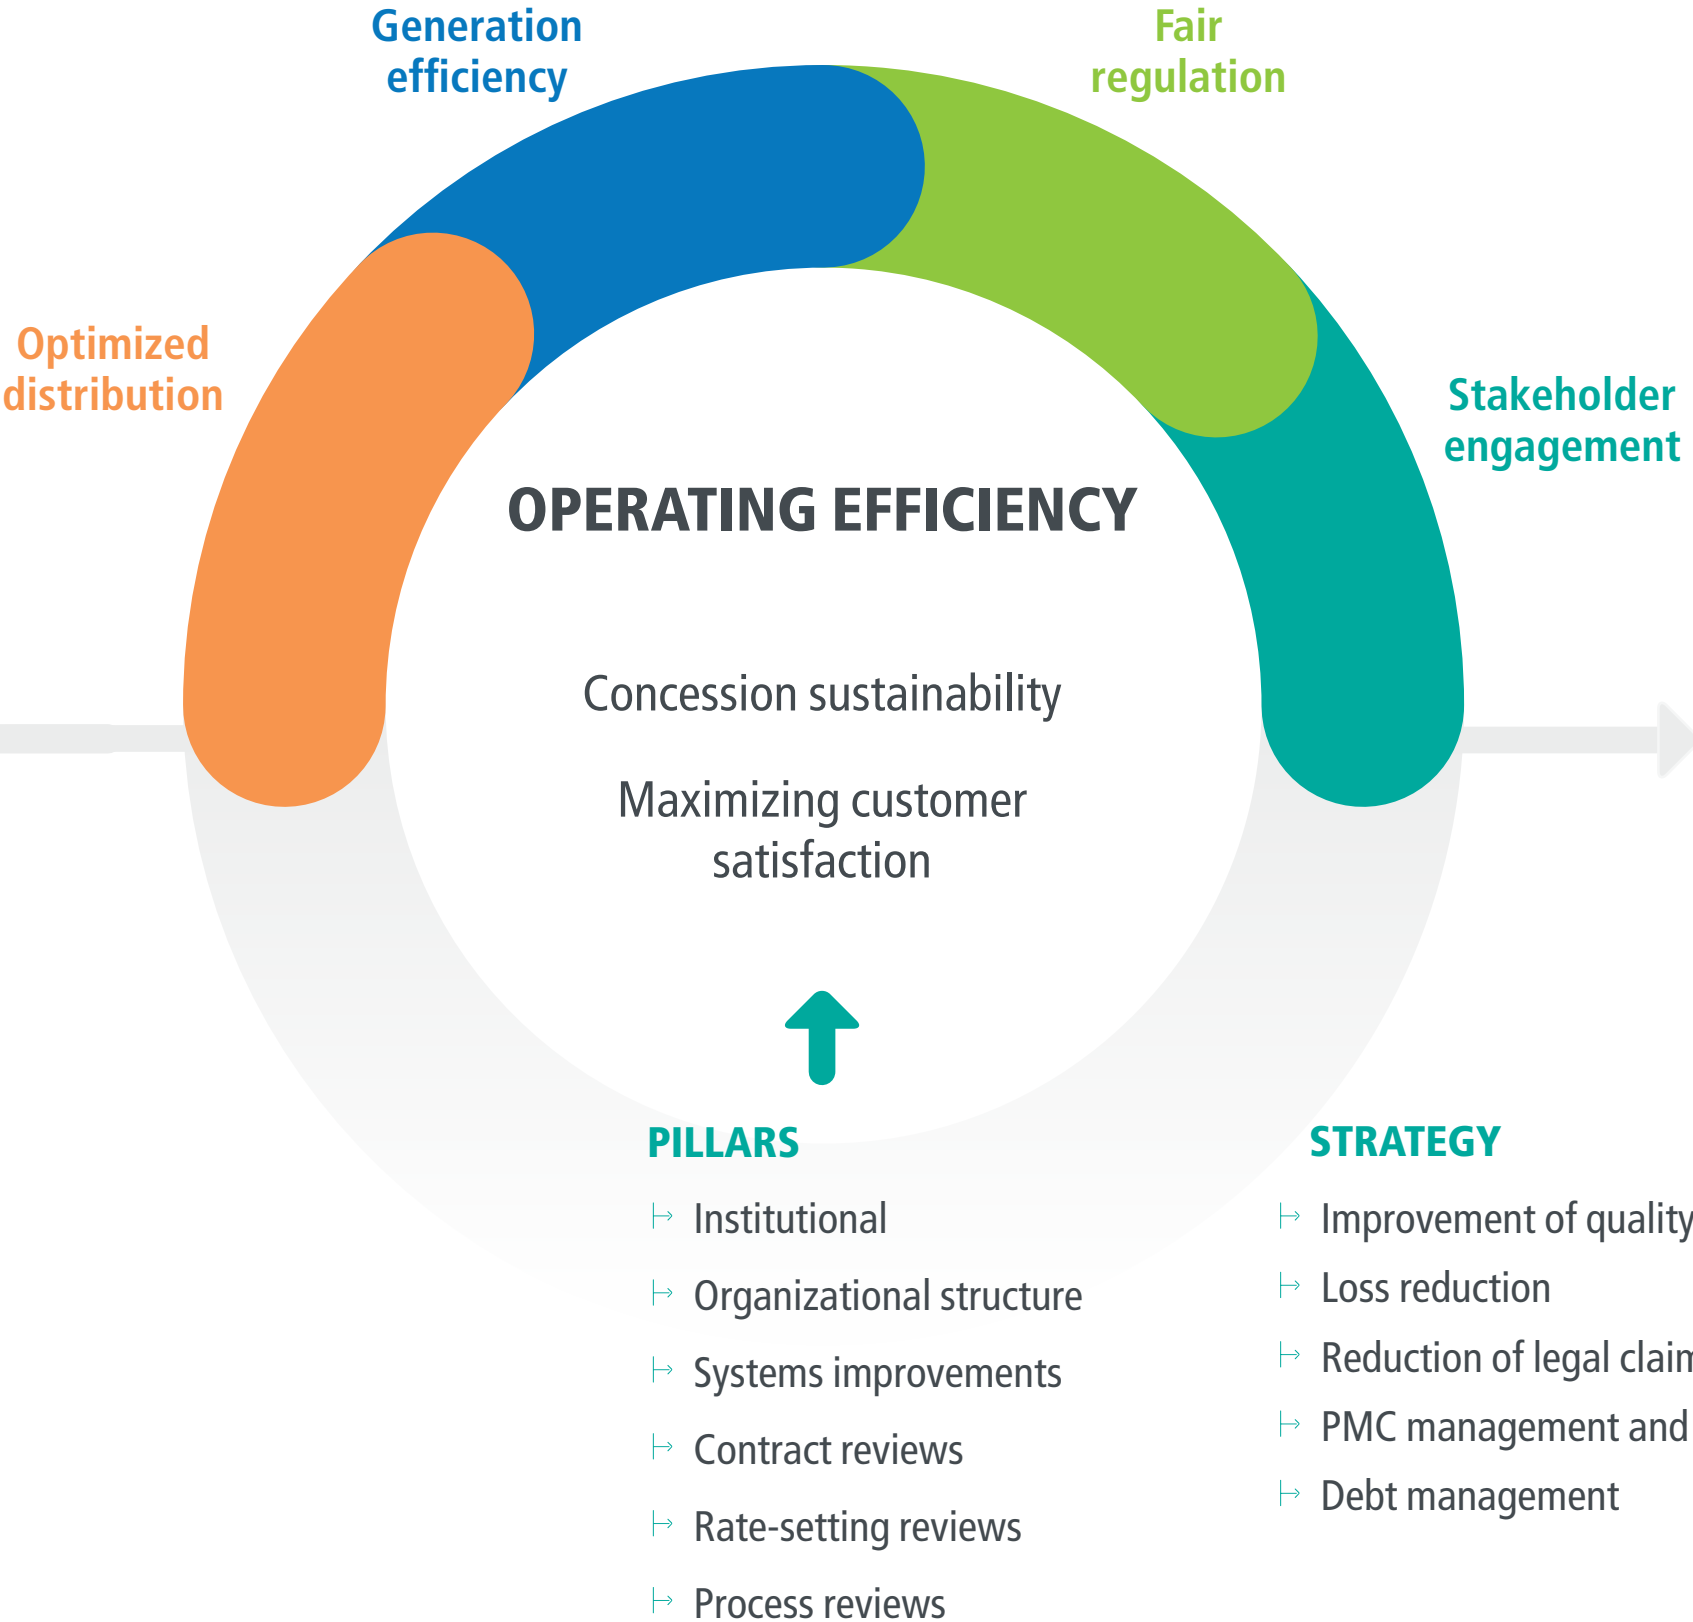 Generation
efficiency
Fair
regulation
Optimized
distribution
Stakeholder
engagement
OPERATING EFFICIENCY
Concession sustainability
Maximizing customer
satisfaction
PILLARS
Institutional
Organizational structure
Systems improvements
Contract reviews
Rate-setting reviews
Process reviews
STRATEGY
Improvement of quality
Loss reduction
Reduction of legal
PMC management and
Debt management